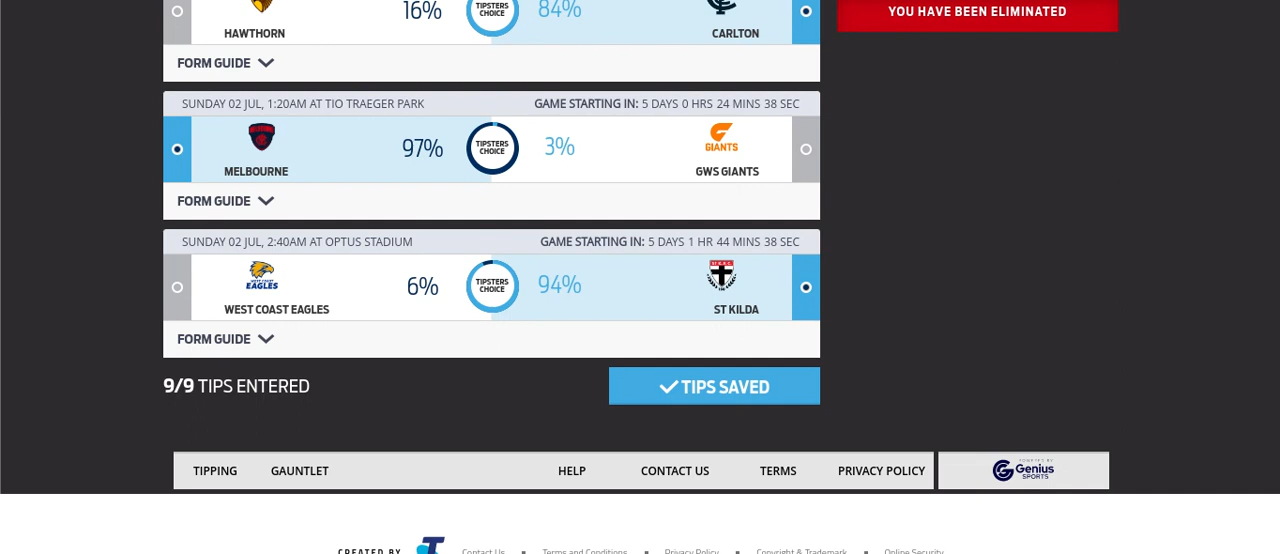 16% TIPSTERS CHOICE 84%
HAWTHORN CARLTON
YOU HAVE BEEN ELIMINATED
FORM GUIDE
SUNDAY 02 JUL, 1:20AM AT TIO TRAEGER PARK GAME STARTING IN: 5 DAYS 0 HRS 24 MINS 38 SEC
97% TIPSTERS CHOICE 3%
GIANTS
MELBOURNE GWS GIANTS
FORM GUIDE
SUNDAY 02 JUL, 2:40AM AT OPTUS STADIUM GAME STARTING IN: 5 DAYS 1 HR 44 MINS 38 SEC
WEST COAST EAGLES 6% TIPSTERS CHOICE 94%
WEST COAST EAGLES ST KILDA
FORM GUIDE
9/9 TIPS ENTERED TIPS SAVED
TIPPING GAUNTLET HELP CONTACT US TERMS PRIVACY POLICY
POWERED BY
Genius
SPORTS
CREATED BY Contact Us Terms and Conditions Privacy Policy Copyright & Trademark Online Security